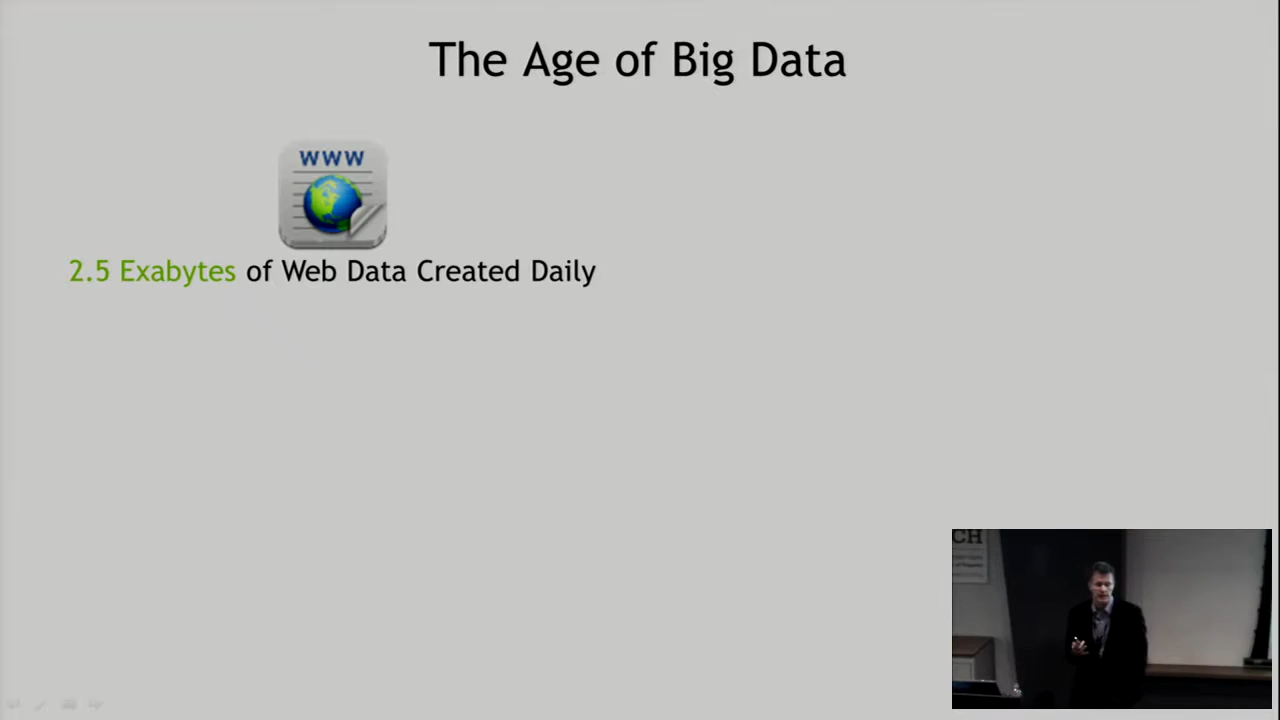 The Age of Big Data
WWW
2.5 Exabytes of Web Data Created Daily
CH